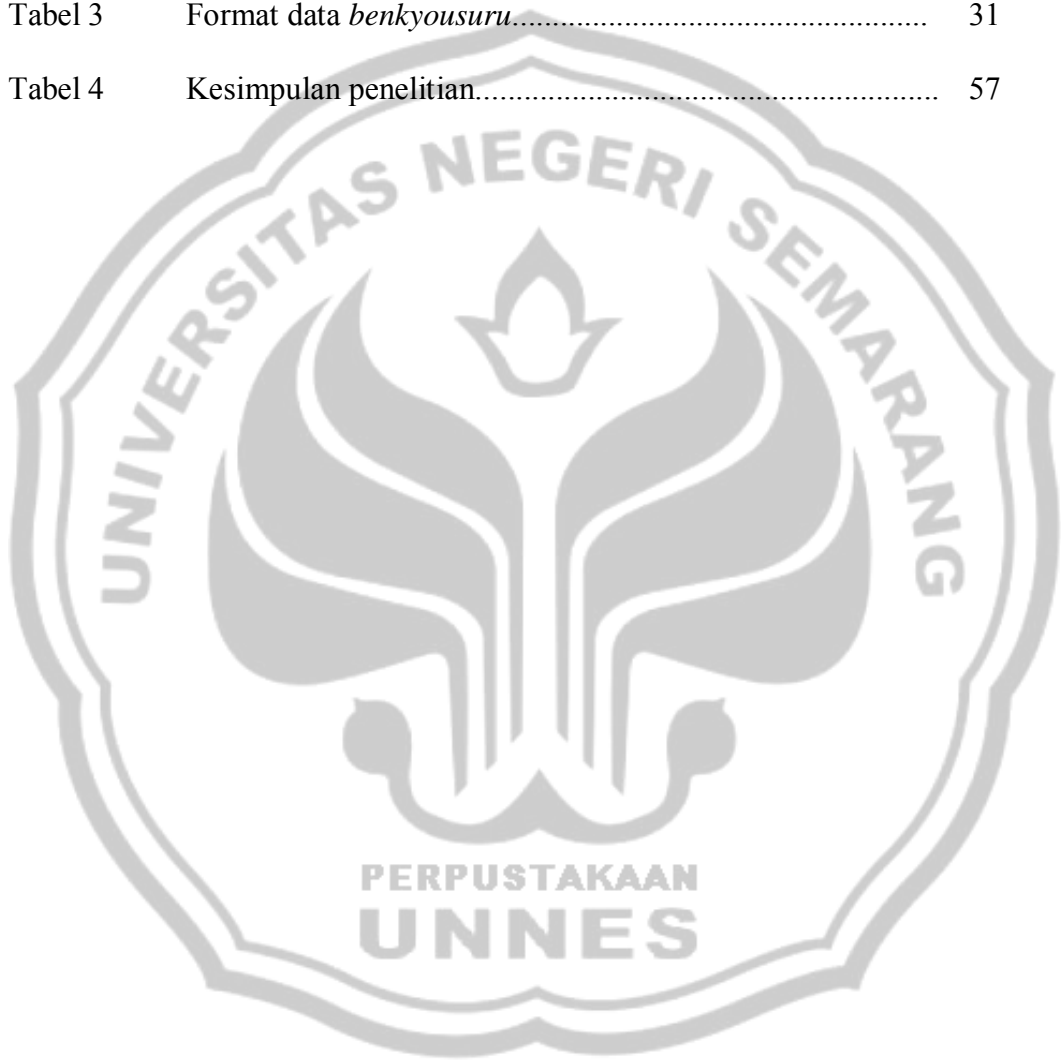 Tabel 3 Format data benkyousuru.................................................... 31
Tabel 4 Kesimpulan penelitian......................................................... 57
UNIVERSITAS NEGERI SEMARANG
PERPUSTAKAAN
UNNES